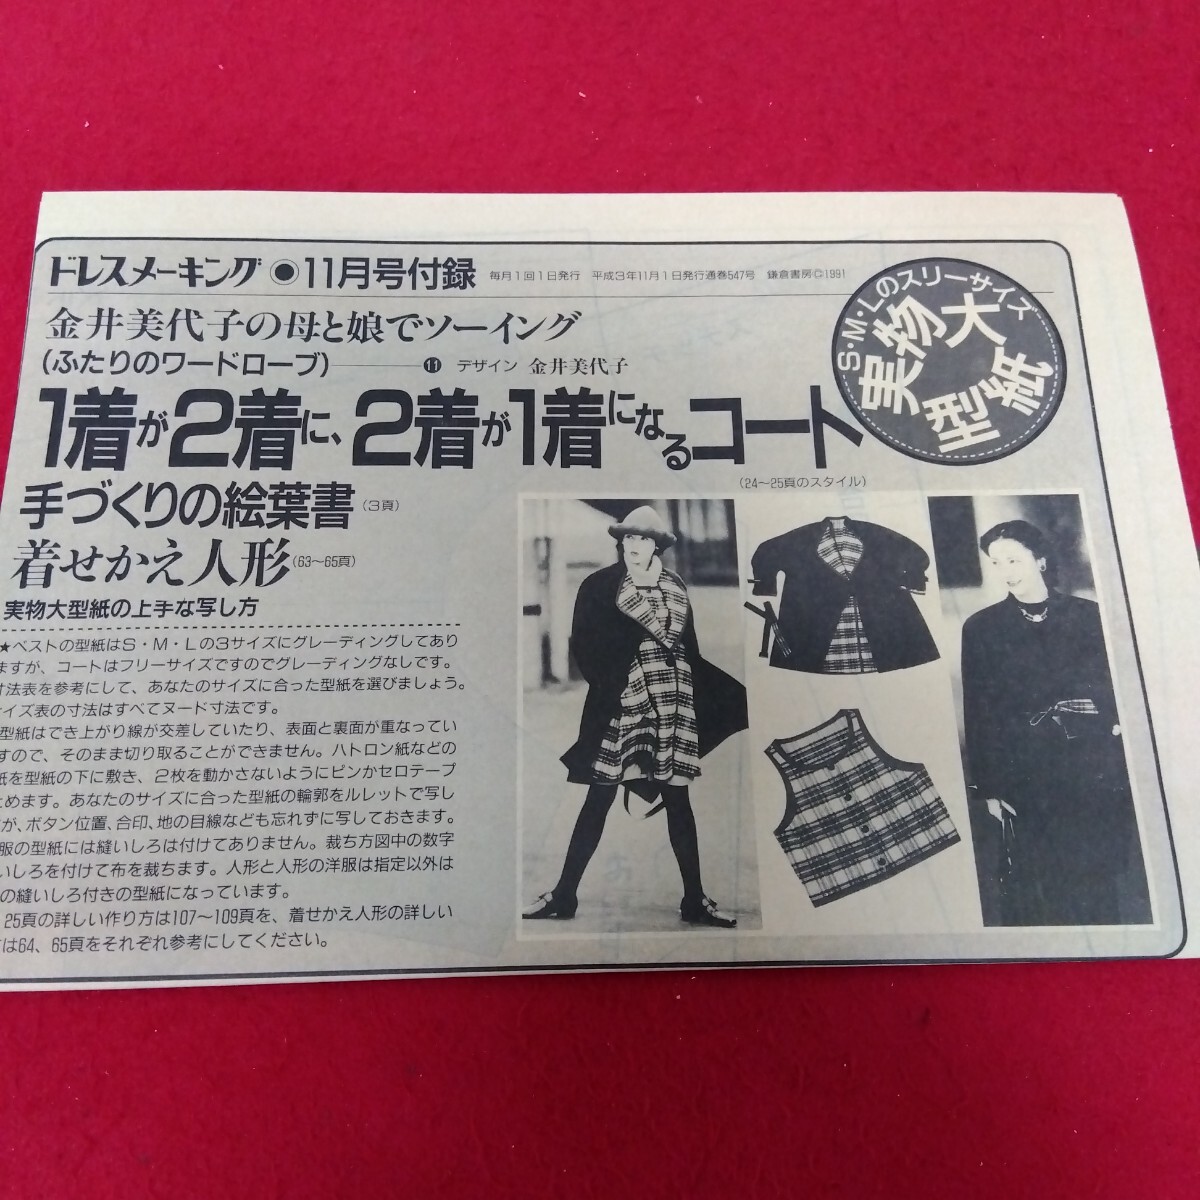 ドレスメーキング◉11月号付録 毎月1回1日発行 平成3年11月1日発行通巻547号 鎌倉書房©1991
S・M・Lのスリーサイズ
実物大
型紙
金井美代子の母と娘でソーイング
(ふたりのワードローブ)――⓫ デザイン 金井美代子
1着が2着に、2着が1着になるコート
(24〜25頁のスタイル)
手づくりの絵葉書(3頁)
着せかえ人形(63〜65頁)
実物大型紙の上手な写し方
★ベストの型紙はS・M・Lの3サイズにグレーディングしてあり
ますが、コートはフリーサイズですのでグレーディングなしです。
寸法表を参考にして、あなたのサイズに合った型紙を選びましょう。
イズ表の寸法はすべてヌード寸法です。
型紙はでき上がり線が交差していたり、表面と裏面が重なってい
すので、そのまま切り取ることができません。ハトロン紙などの
紙を型紙の下に敷き、2枚を動かさないようにピンかセロテープ
とめます。あなたのサイズに合った型紙の輪郭をルレットで写し
が、ボタン位置、合印、地の目線なども忘れずに写しておきます。
服の型紙には縫いしろは付けてありません。裁ち方図中の数字
いしろを付けて布を裁ちます。人形と人形の洋服は指定以外は
の縫いしろ付きの型紙になっています。
25頁の詳しい作り方は107〜109頁を、着せかえ人形の詳しい
は64、65頁をそれぞれ参考にしてください。